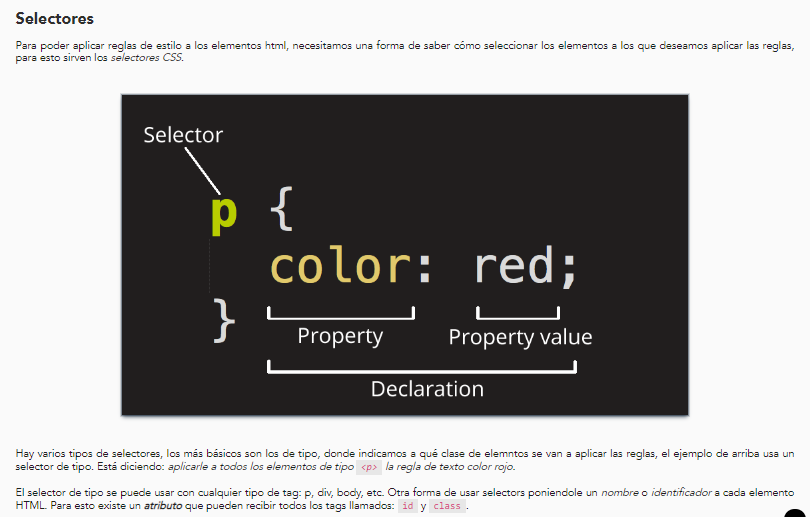 Selectores
Para poder aplicar reglas de estilo a los elementos html, necesitamos una forma de saber cómo seleccionar los elementos a los que deseamos aplicar las reglas,
para esto sirven los selectores CSS.
Selector
p {
color: red;
}
Property
Property value
Declaration
Hay varios tipos de selectores, los más básicos son los de tipo, donde indicamos a qué clase de elemntos se van a aplicar las reglas, el ejemplo de arriba usa un
selector de tipo. Está diciendo: aplicarle a todos los elementos de tipo <p> la regla de texto color rojo.
El selector de tipo se puede usar con cualquier tipo de tag: p, div, body, etc. Otra forma de usar selectors poniendole un nombre o identificador a cada elemento
HTML. Para esto existe un atributo que pueden recibir todos los tags llamados: id y class.